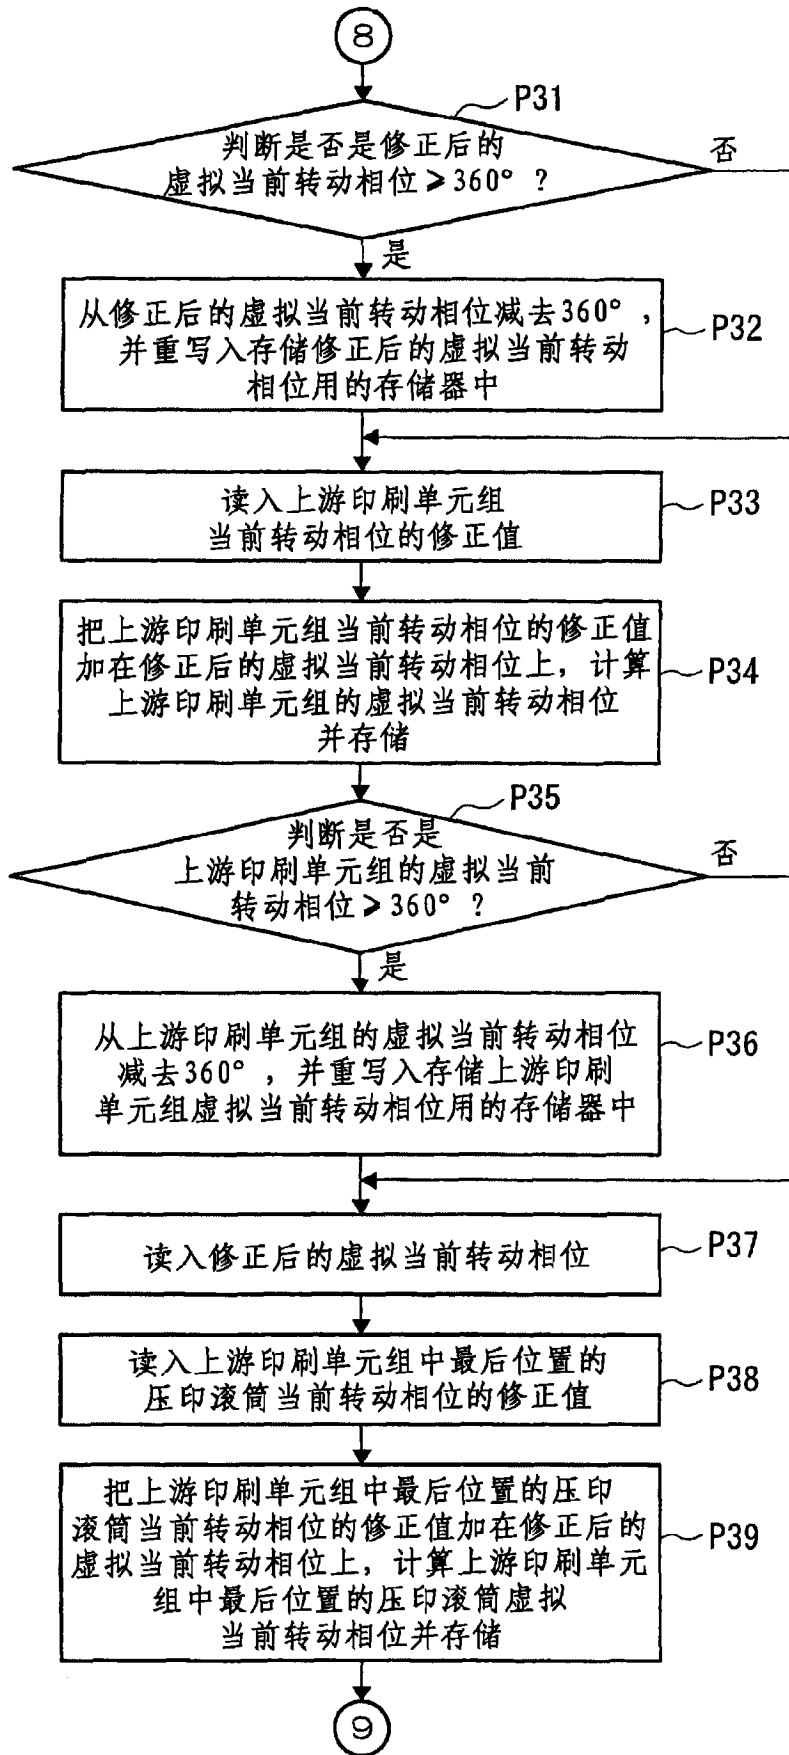 8
P31
判断是否是修正后的
虚拟当前转动相位≥360°?
否
是
从修正后的虚拟当前转动相位减去360°,
并重写入存储修正后的虚拟当前转动
相位用的存储器中
P32
读入上游印刷单元组
当前转动相位的修正值
P33
把上游印刷单元组当前转动相位的修正值
加在修正后的虚拟当前转动相位上,计算
上游印刷单元组的虚拟当前转动相位
并存储
P34
P35
判断是否是
上游印刷单元组的虚拟当前
转动相位≥360°?
否
是
从上游印刷单元组的虚拟当前转动相位
减去360°,并重写入存储上游印刷
单元组虚拟当前转动相位用的存储器中
P36
读入修正后的虚拟当前转动相位
P37
读入上游印刷单元组中最后位置的
压印滚筒当前转动相位的修正值
P38
把上游印刷单元组中最后位置的压印
滚筒当前转动相位的修正值加在修正后的
虚拟当前转动相位上,计算上游印刷单元
组中最后位置的压印滚筒虚拟
当前转动相位并存储
P39
9